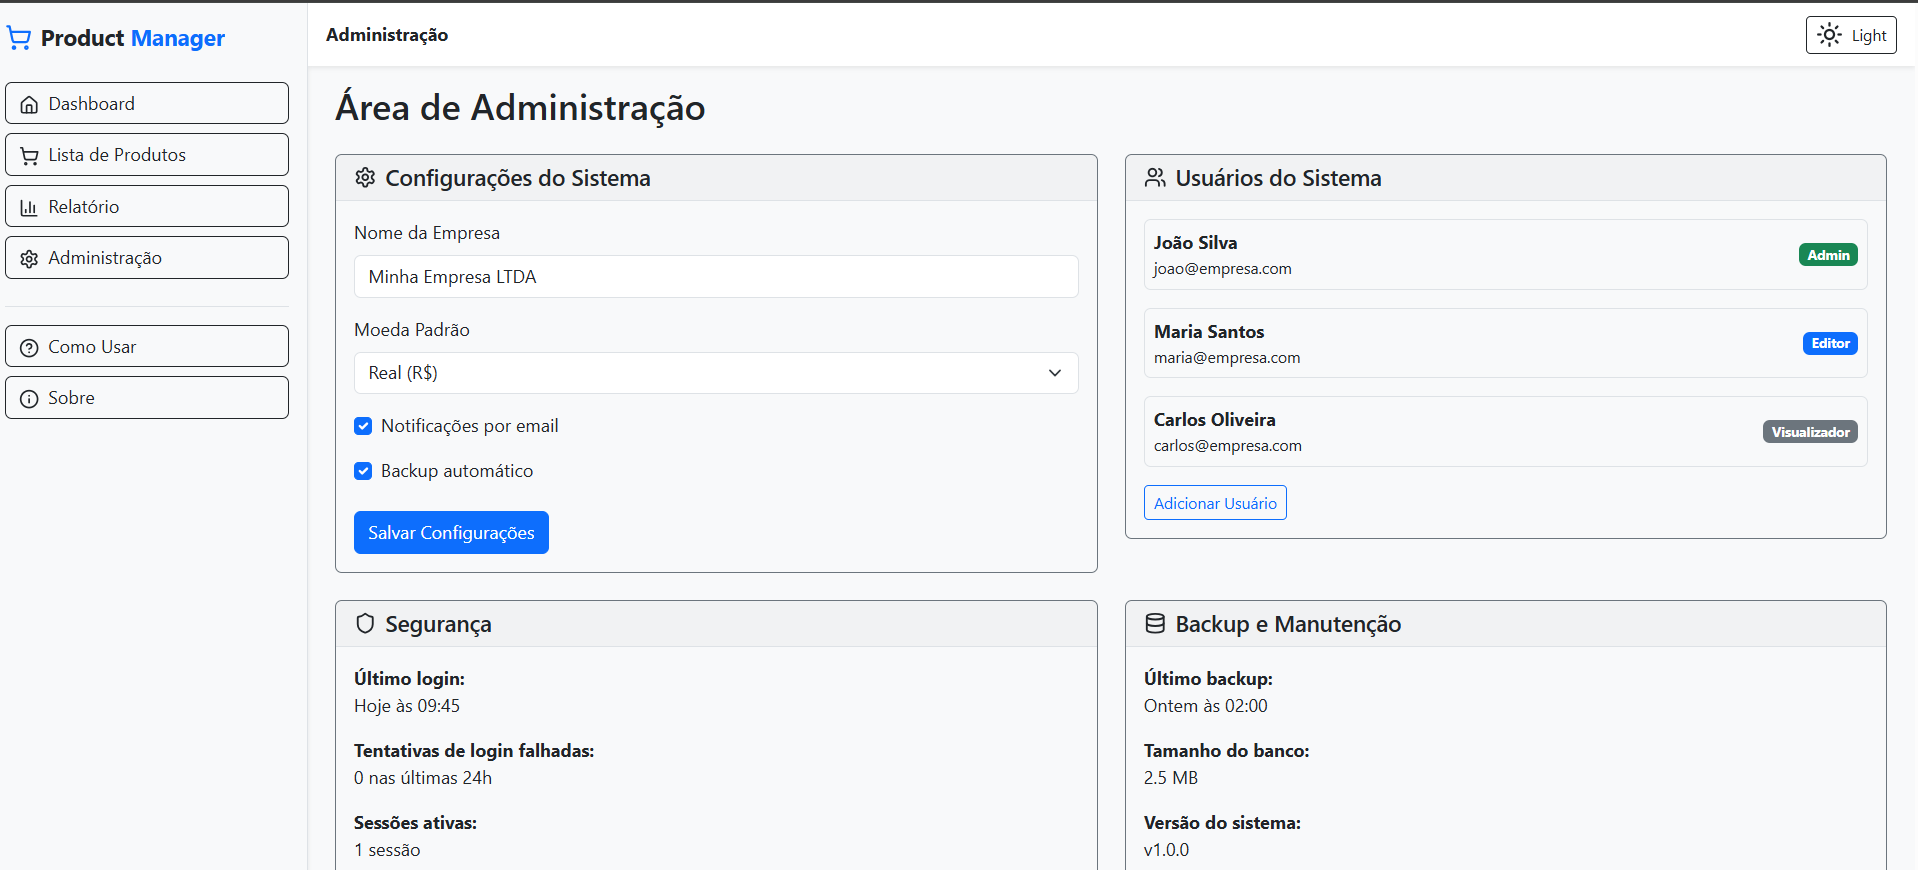 Product Manager
Dashboard
Lista de Produtos
Relatório
Administração
Como Usar
Sobre
Administração
Light
Área de Administração
Configurações do Sistema
Nome da Empresa
Minha Empresa LTDA
Moeda Padrão
Real (R$)
Notificações por email
Backup automático
Salvar Configurações
Usuários do Sistema
João Silva
joao@empresa.com
Admin
Maria Santos
maria@empresa.com
Editor
Carlos Oliveira
carlos@empresa.com
Visualizador
Adicionar Usuário
Segurança
Último login:
Hoje às 09:45
Tentativas de login falhadas:
0 nas últimas 24h
Sessões ativas:
1 sessão
Backup e Manutenção
Último backup:
Ontem às 02:00
Tamanho do banco:
2.5 MB
Versão do sistema:
v1.0.0